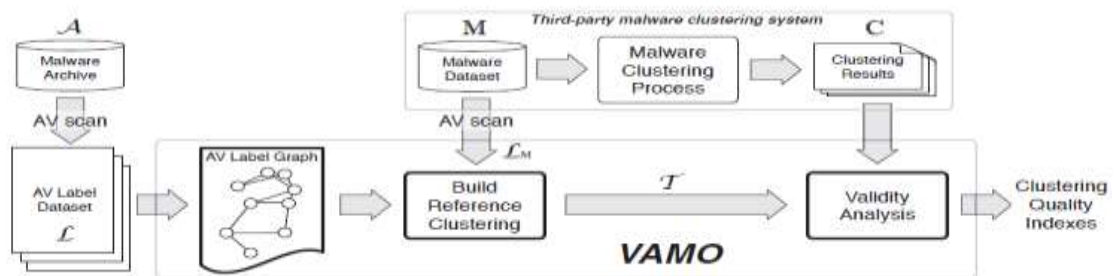 Third-party malware clustering system
𝒜
Malware
Archive
M
Malware
Dataset
Malware
Clustering
Process
C
Clustering
Results
AV scan
AV scan
ℒM
AV Label
Dataset
ℒ
AV Label Graph
Build
Reference
Clustering
𝒯
Validity
Analysis
Clustering
Quality
Indexes
VAMO